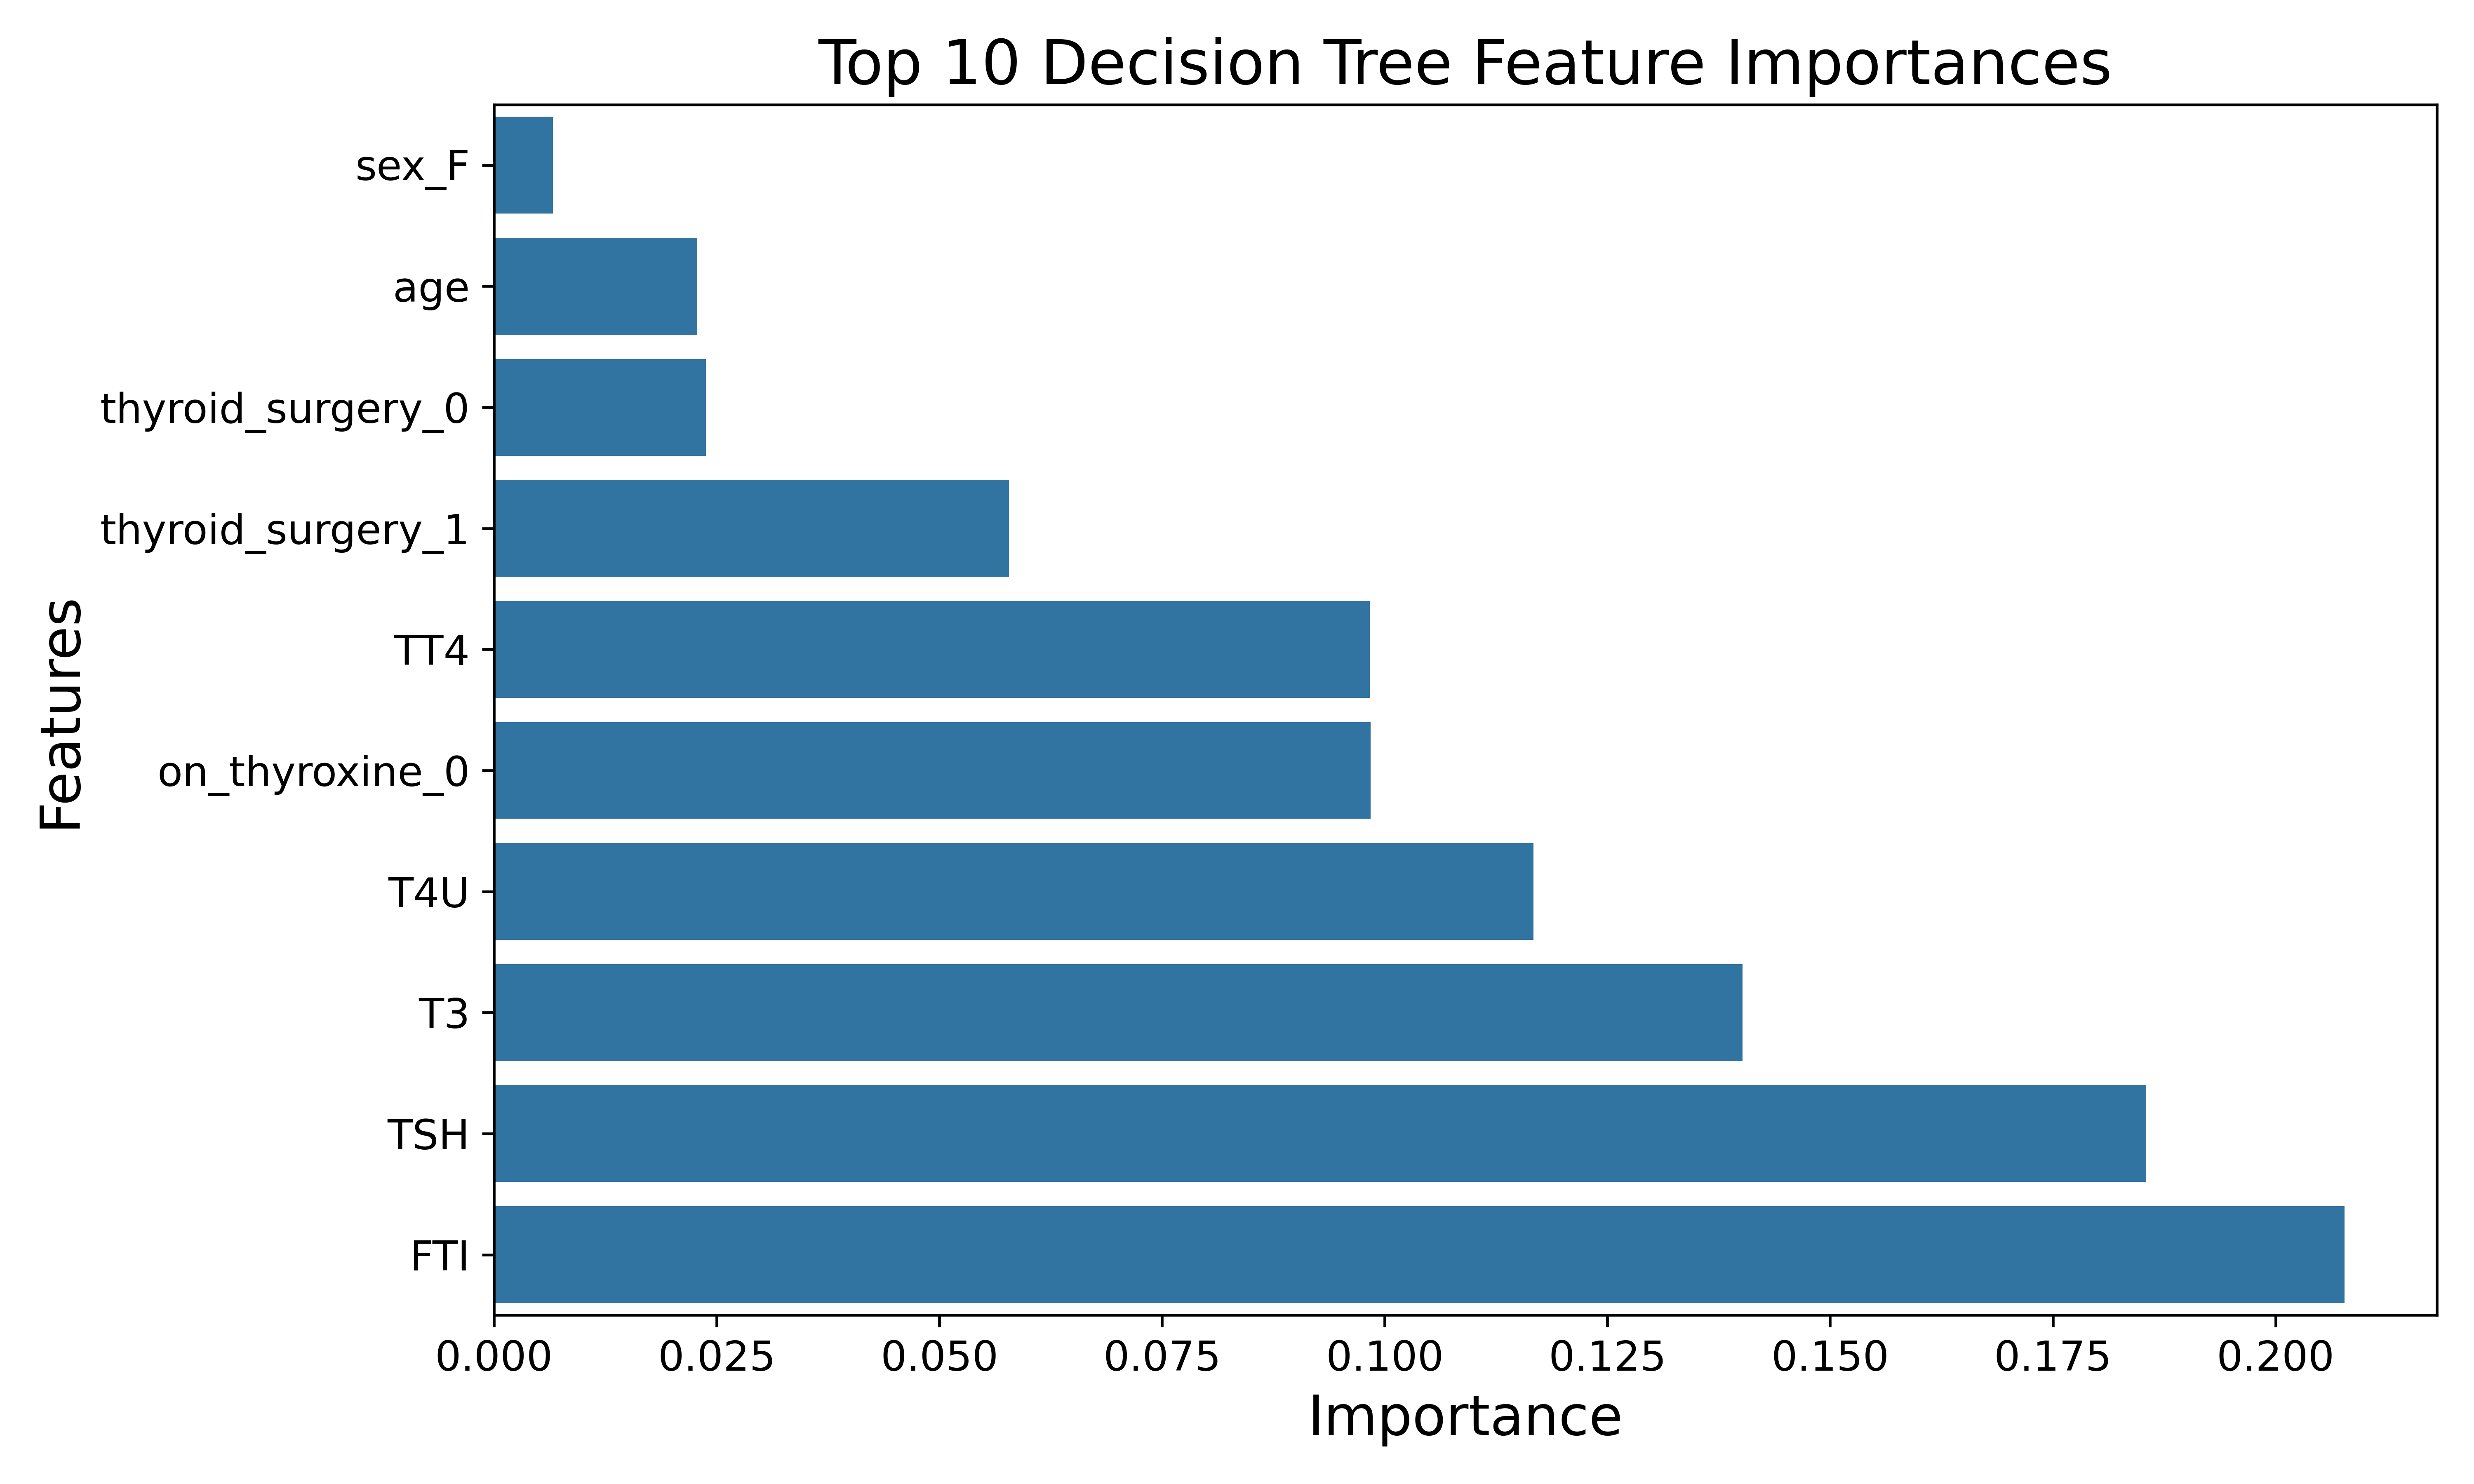 Top 10 Decision Tree Feature Importances
sex_F
age
thyroid_surgery_0
thyroid_surgery_1
TT4
on_thyroxine_0
T4U
T3
TSH
FTI
Features
0.000 0.025 0.050 0.075 0.100 0.125 0.150 0.175 0.200
Importance